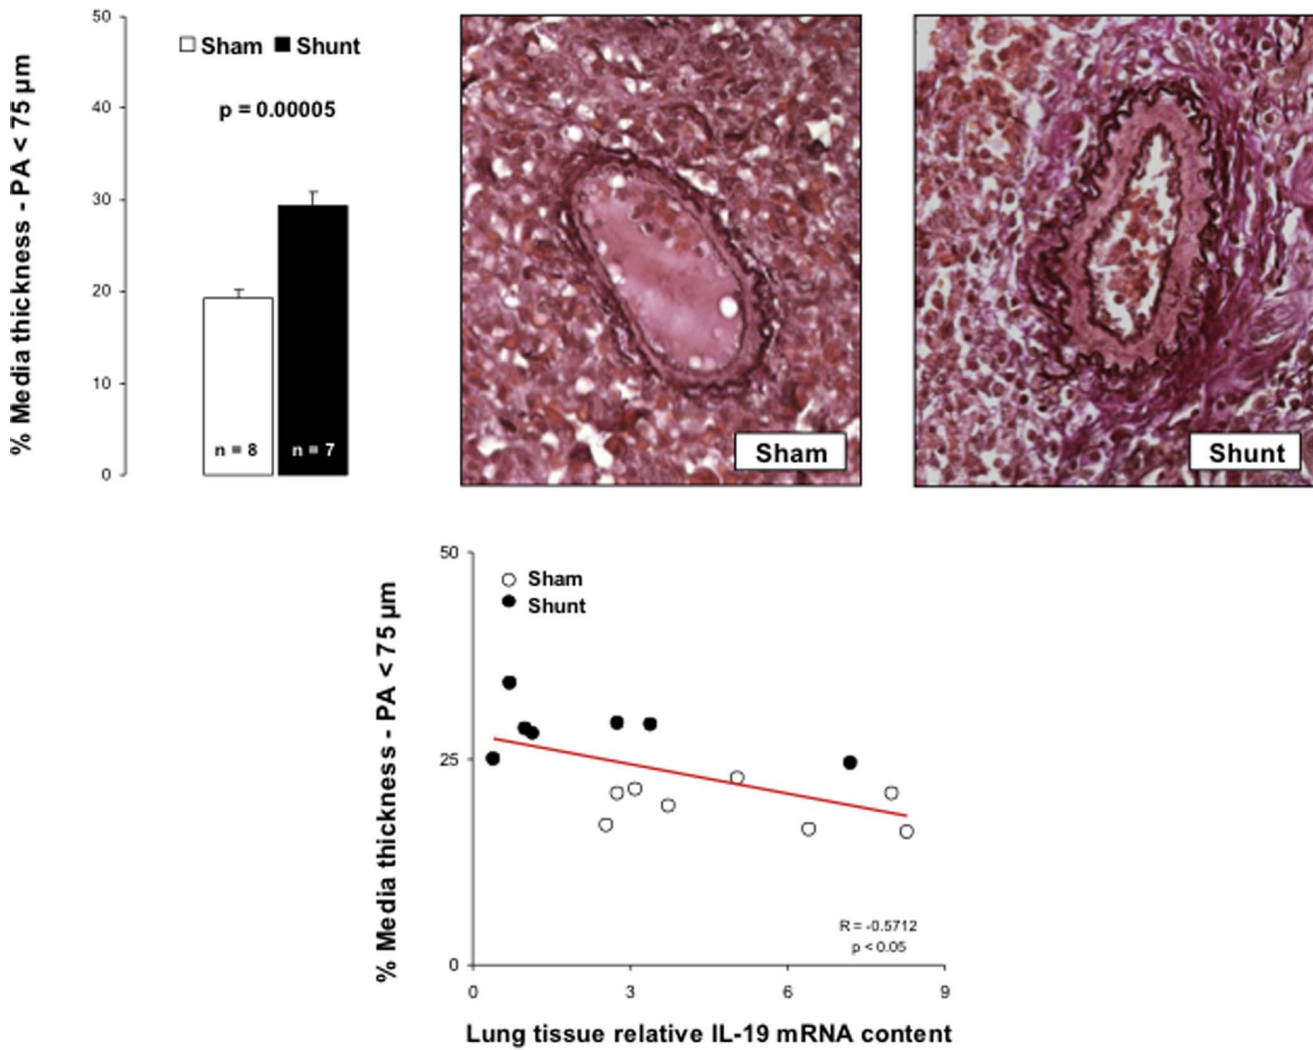 % Media thickness - PA < 75 µm
50
40
30
20
10
0
Sham Shunt
p = 0.00005
n = 8 n = 7
Sham
Shunt
% Media thickness - PA < 75 µm
50
25
0
Sham
Shunt
R = -0.5712
p < 0.05
0 3 6 9
Lung tissue relative IL-19 mRNA content